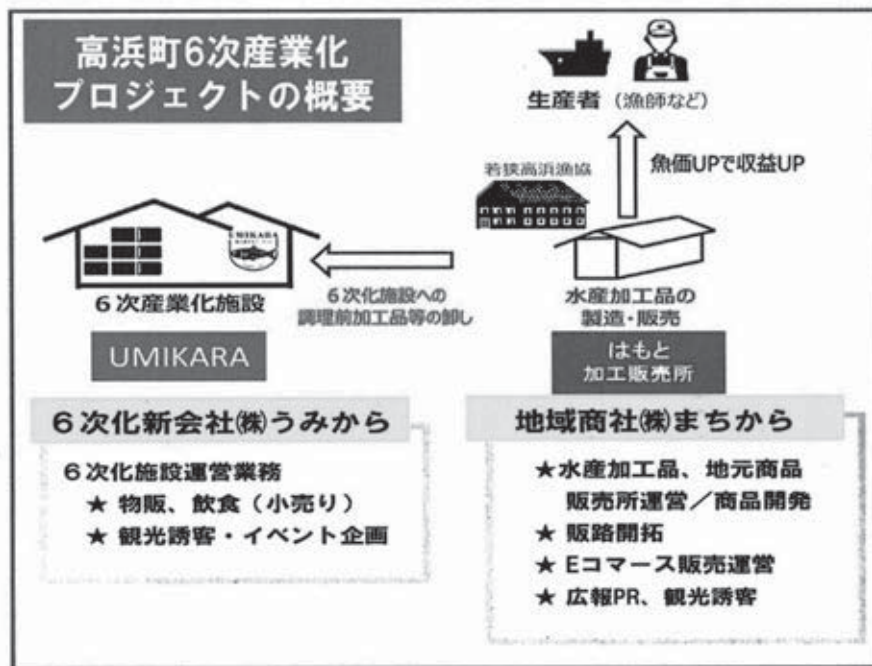 高浜町6次産業化
プロジェクトの概要
生産者 (漁師など)
魚価UPで収益UP
若狭高浜漁協
UMIKARA
6次産業化施設
6次化施設への
調理前加工品等の卸し
水産加工品の
製造・販売
UMIKARA
はもと
加工販売所
6次化新会社㈱うみから
6次化施設運営業務
★ 物販、飲食(小売り)
★ 観光誘客・イベント企画
地域商社㈱まちから
★水産加工品、地元商品
販売所運営/商品開発
★ 販路開拓
★ Eコマース販売運営
★ 広報PR、観光誘客